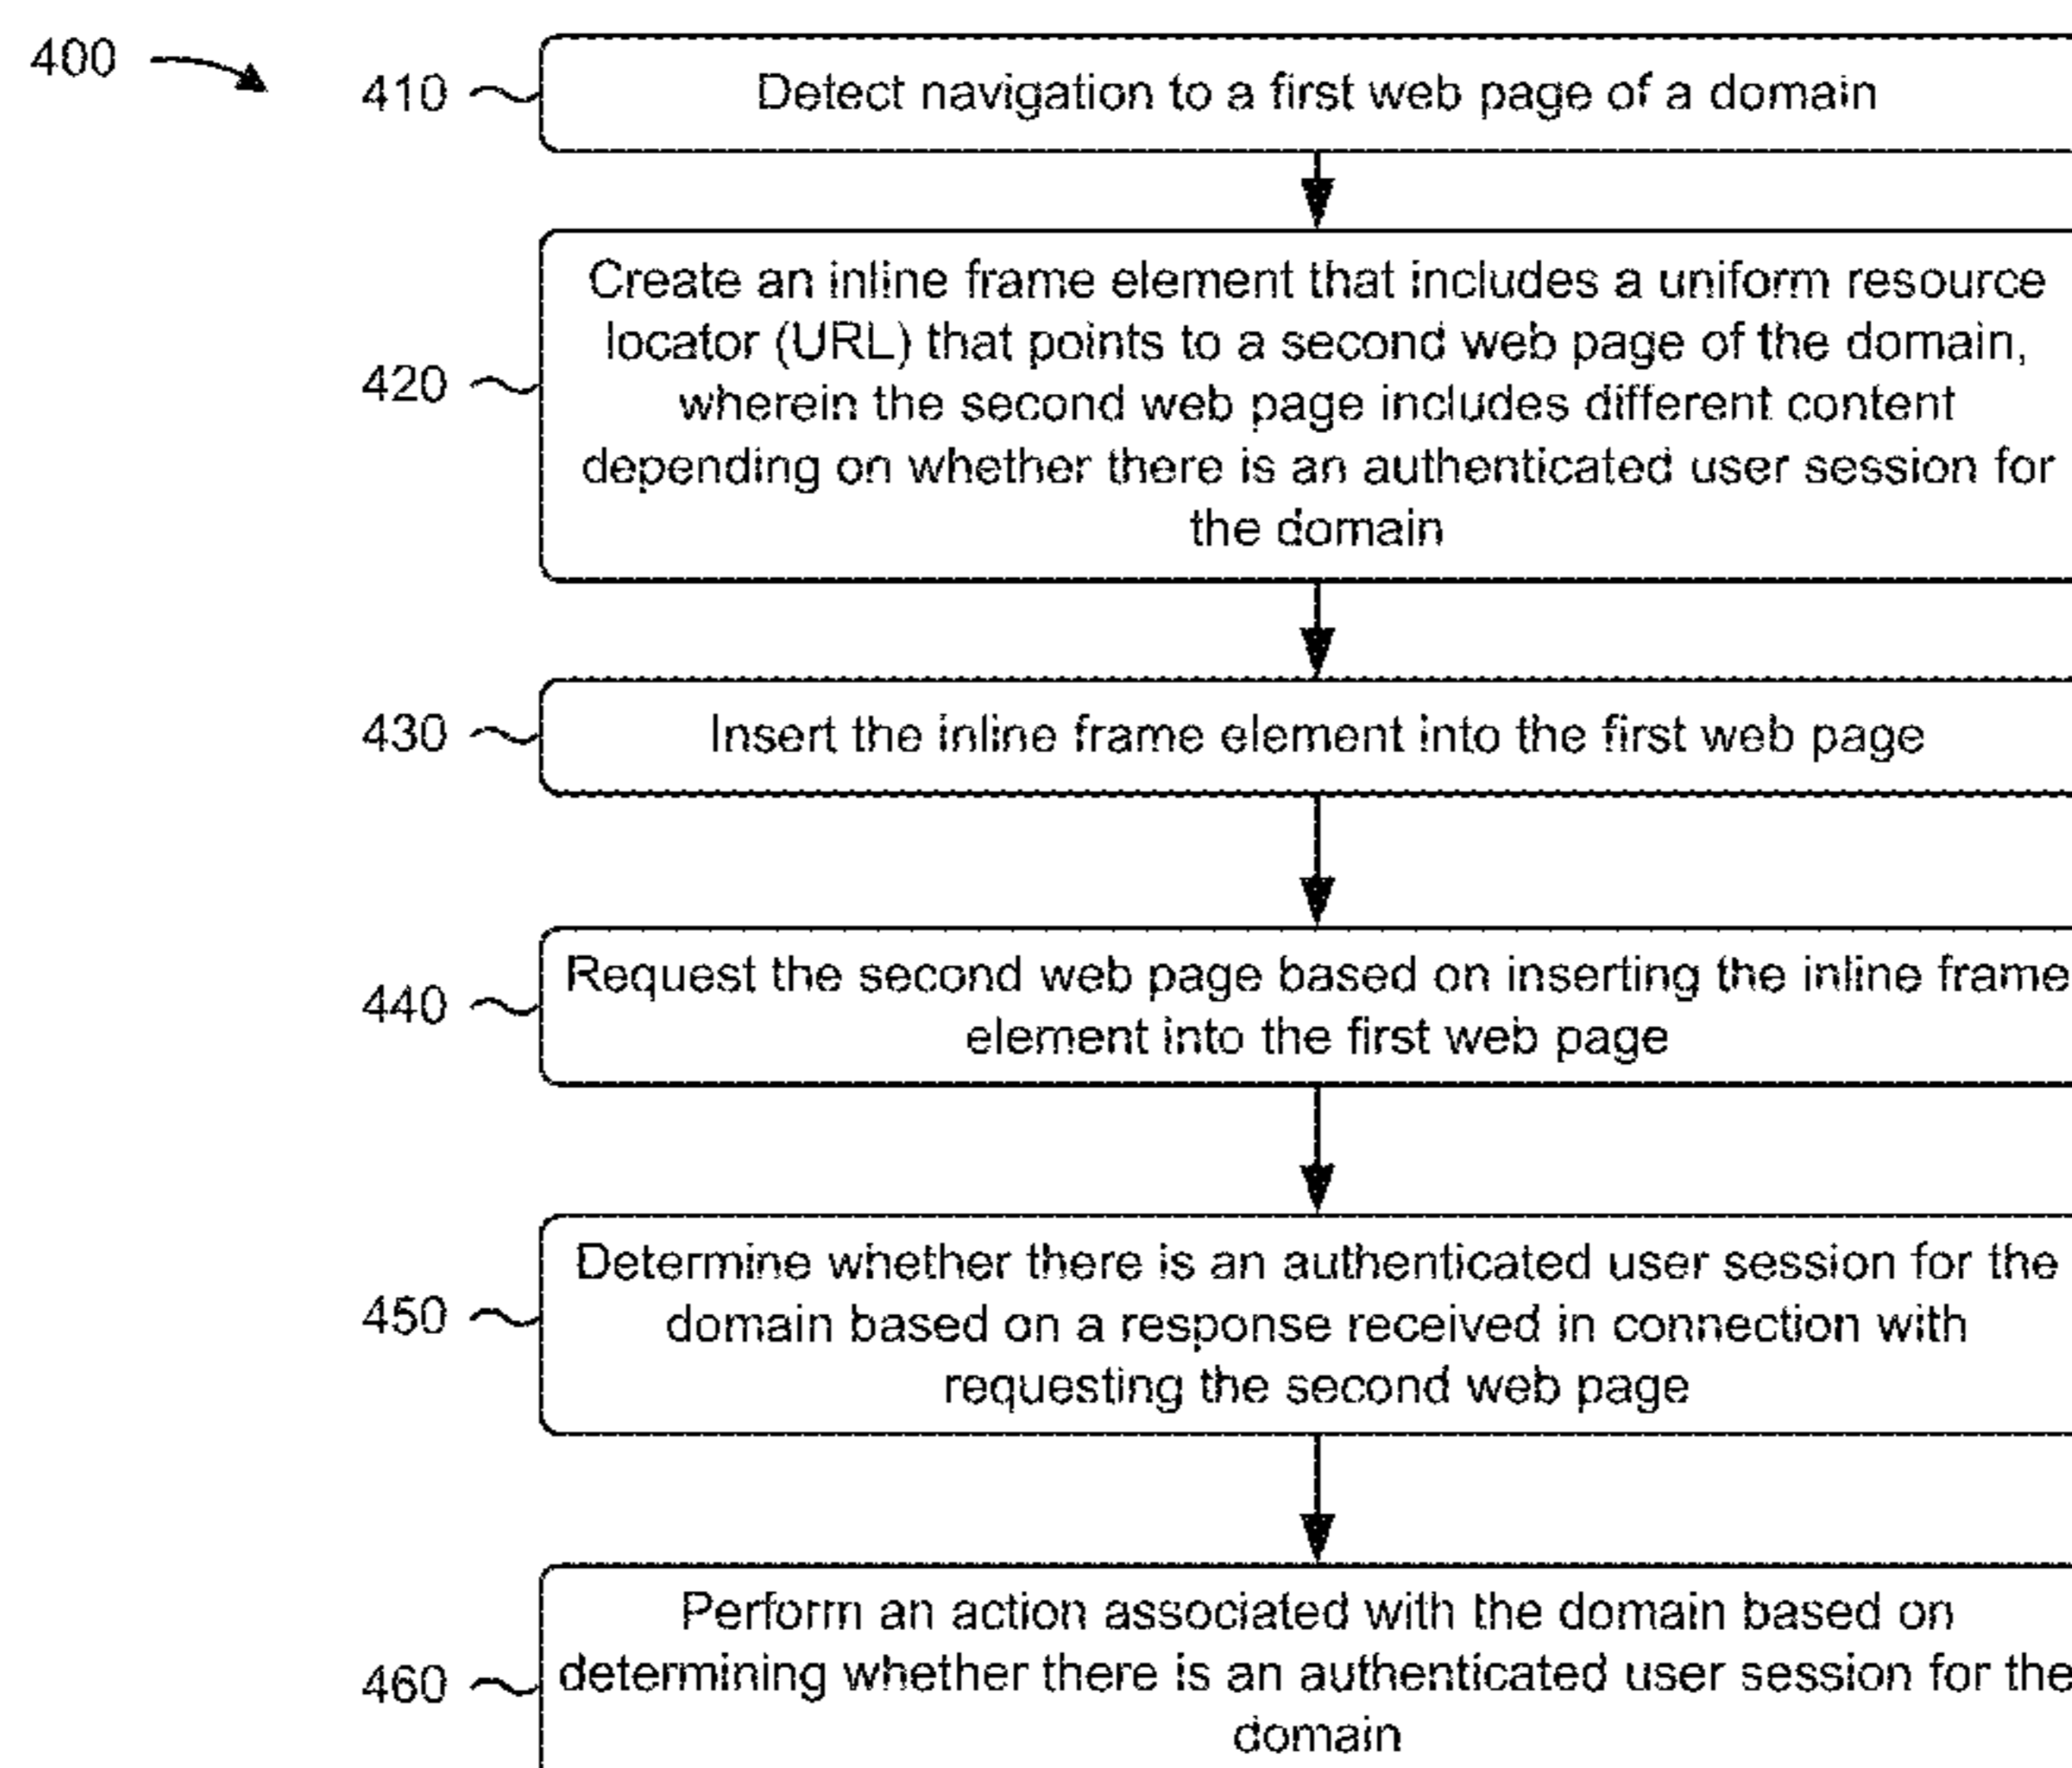 400
410
Detect navigation to a first web page of a domain
420
Create an inline frame element that includes a uniform resource
locator (URL) that points to a second web page of the domain,
wherein the second web page includes different content
depending on whether there is an authenticated user session for
the domain
430
Insert the inline frame element into the first web page
440
Request the second web page based on inserting the inline frame
element into the first web page
450
Determine whether there is an authenticated user session for the
domain based on a response received in connection with
requesting the second web page
460
Perform an action associated with the domain based on
determining whether there is an authenticated user session for the
domain